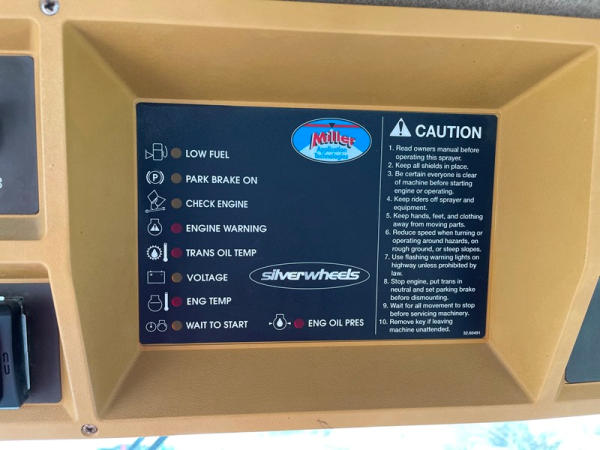 Miller
Technologies
LOW FUEL
PARK BRAKE ON
CHECK ENGINE
ENGINE WARNING
TRANS OIL TEMP
VOLTAGE
ENG TEMP
WAIT TO START
ENG OIL PRES
silverwheels
CAUTION
1. Read owners manual before
operating this sprayer.
2. Keep all shields in place.
3. Be certain everyone is clear
of machine before starting
engine or operating.
4. Keep riders off sprayer and
equipment.
5. Keep hands, feet, and clothing
away from moving parts.
6. Reduce speed when turning or
operating around hazards, on
rough ground, or steep slopes.
7. Use flashing warning lights on
highway unless prohibited by
law.
8. Stop engine, put trans in
neutral and set parking brake
before dismounting.
9. Wait for all movement to stop
before servicing machinery.
10. Remove key if leaving
machine unattended.